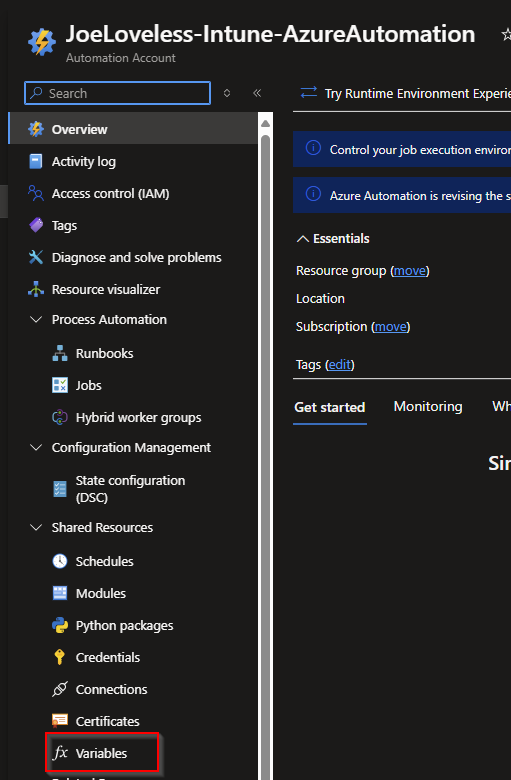 JoeLoveless-Intune-AzureAutomation
Automation Account
Search
Overview
Activity log
Access control (IAM)
Tags
Diagnose and solve problems
Resource visualizer
Process Automation
Runbooks
Jobs
Hybrid worker groups
Configuration Management
State configuration
(DSC)
Shared Resources
Schedules
Modules
Python packages
Credentials
Connections
Certificates
fx Variables
Try Runtime Environment Experie
Control your job execution environ
Azure Automation is revising the s
Essentials
Resource group (move)
Location
Subscription (move)
Tags (edit)
Get started Monitoring Wh
Sir